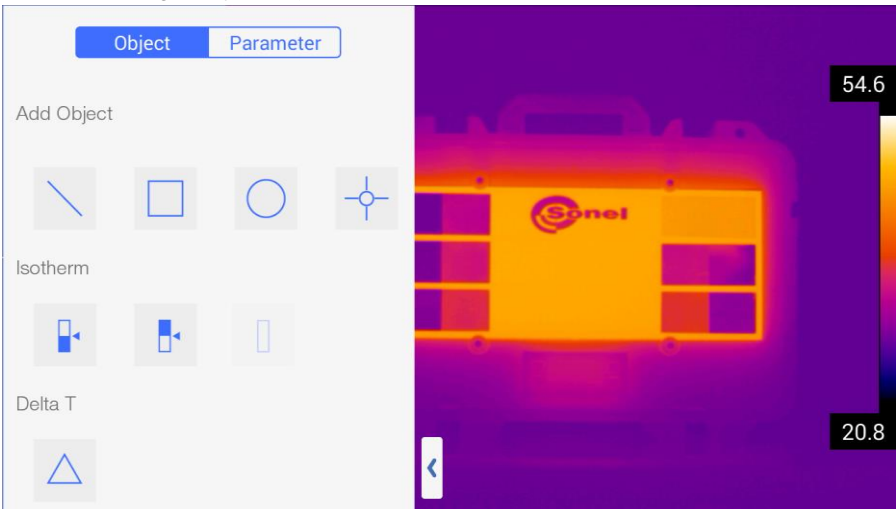 Object
Parameter
Add Object
Isotherm
Delta T
54.6
Sonel
20.8